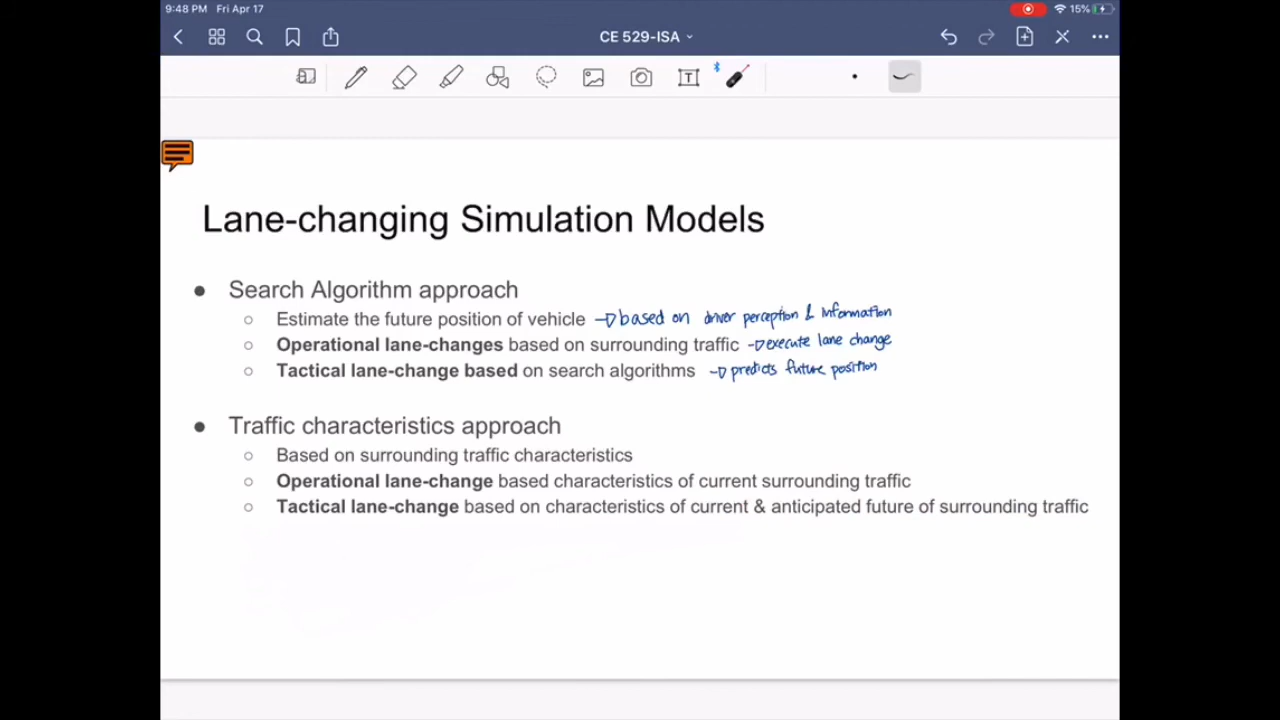 9:48 PM Fri Apr 17
15%
CE 529-ISA
T
Lane-changing Simulation Models
● Search Algorithm approach
○ Estimate the future position of vehicle →based on driver perception & information
○ Operational lane-changes based on surrounding traffic →execute lane change
○ Tactical lane-change based on search algorithms →predicts future position
● Traffic characteristics approach
○ Based on surrounding traffic characteristics
○ Operational lane-change based characteristics of current surrounding traffic
○ Tactical lane-change based on characteristics of current & anticipated future of surrounding traffic